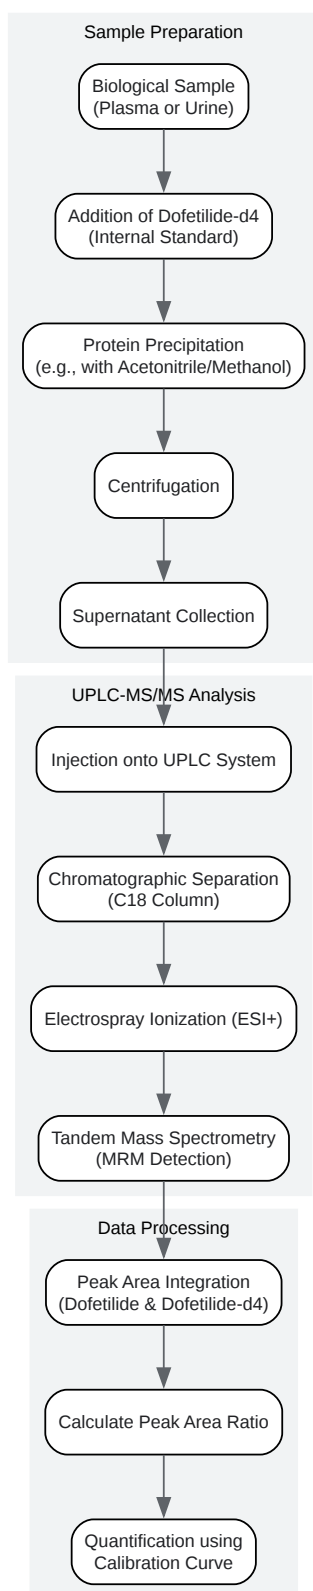 Sample Preparation
Biological Sample
(Plasma or Urine)
Addition of Dofetilide-d4
(Internal Standard)
Protein Precipitation
(e.g., with Acetonitrile/Methanol)
Centrifugation
Supernatant Collection
UPLC-MS/MS Analysis
Injection onto UPLC System
Chromatographic Separation
(C18 Column)
Electrospray Ionization (ESI+)
Tandem Mass Spectrometry
(MRM Detection)
Data Processing
Peak Area Integration
(Dofetilide & Dofetilide-d4)
Calculate Peak Area Ratio
Quantification using
Calibration Curve